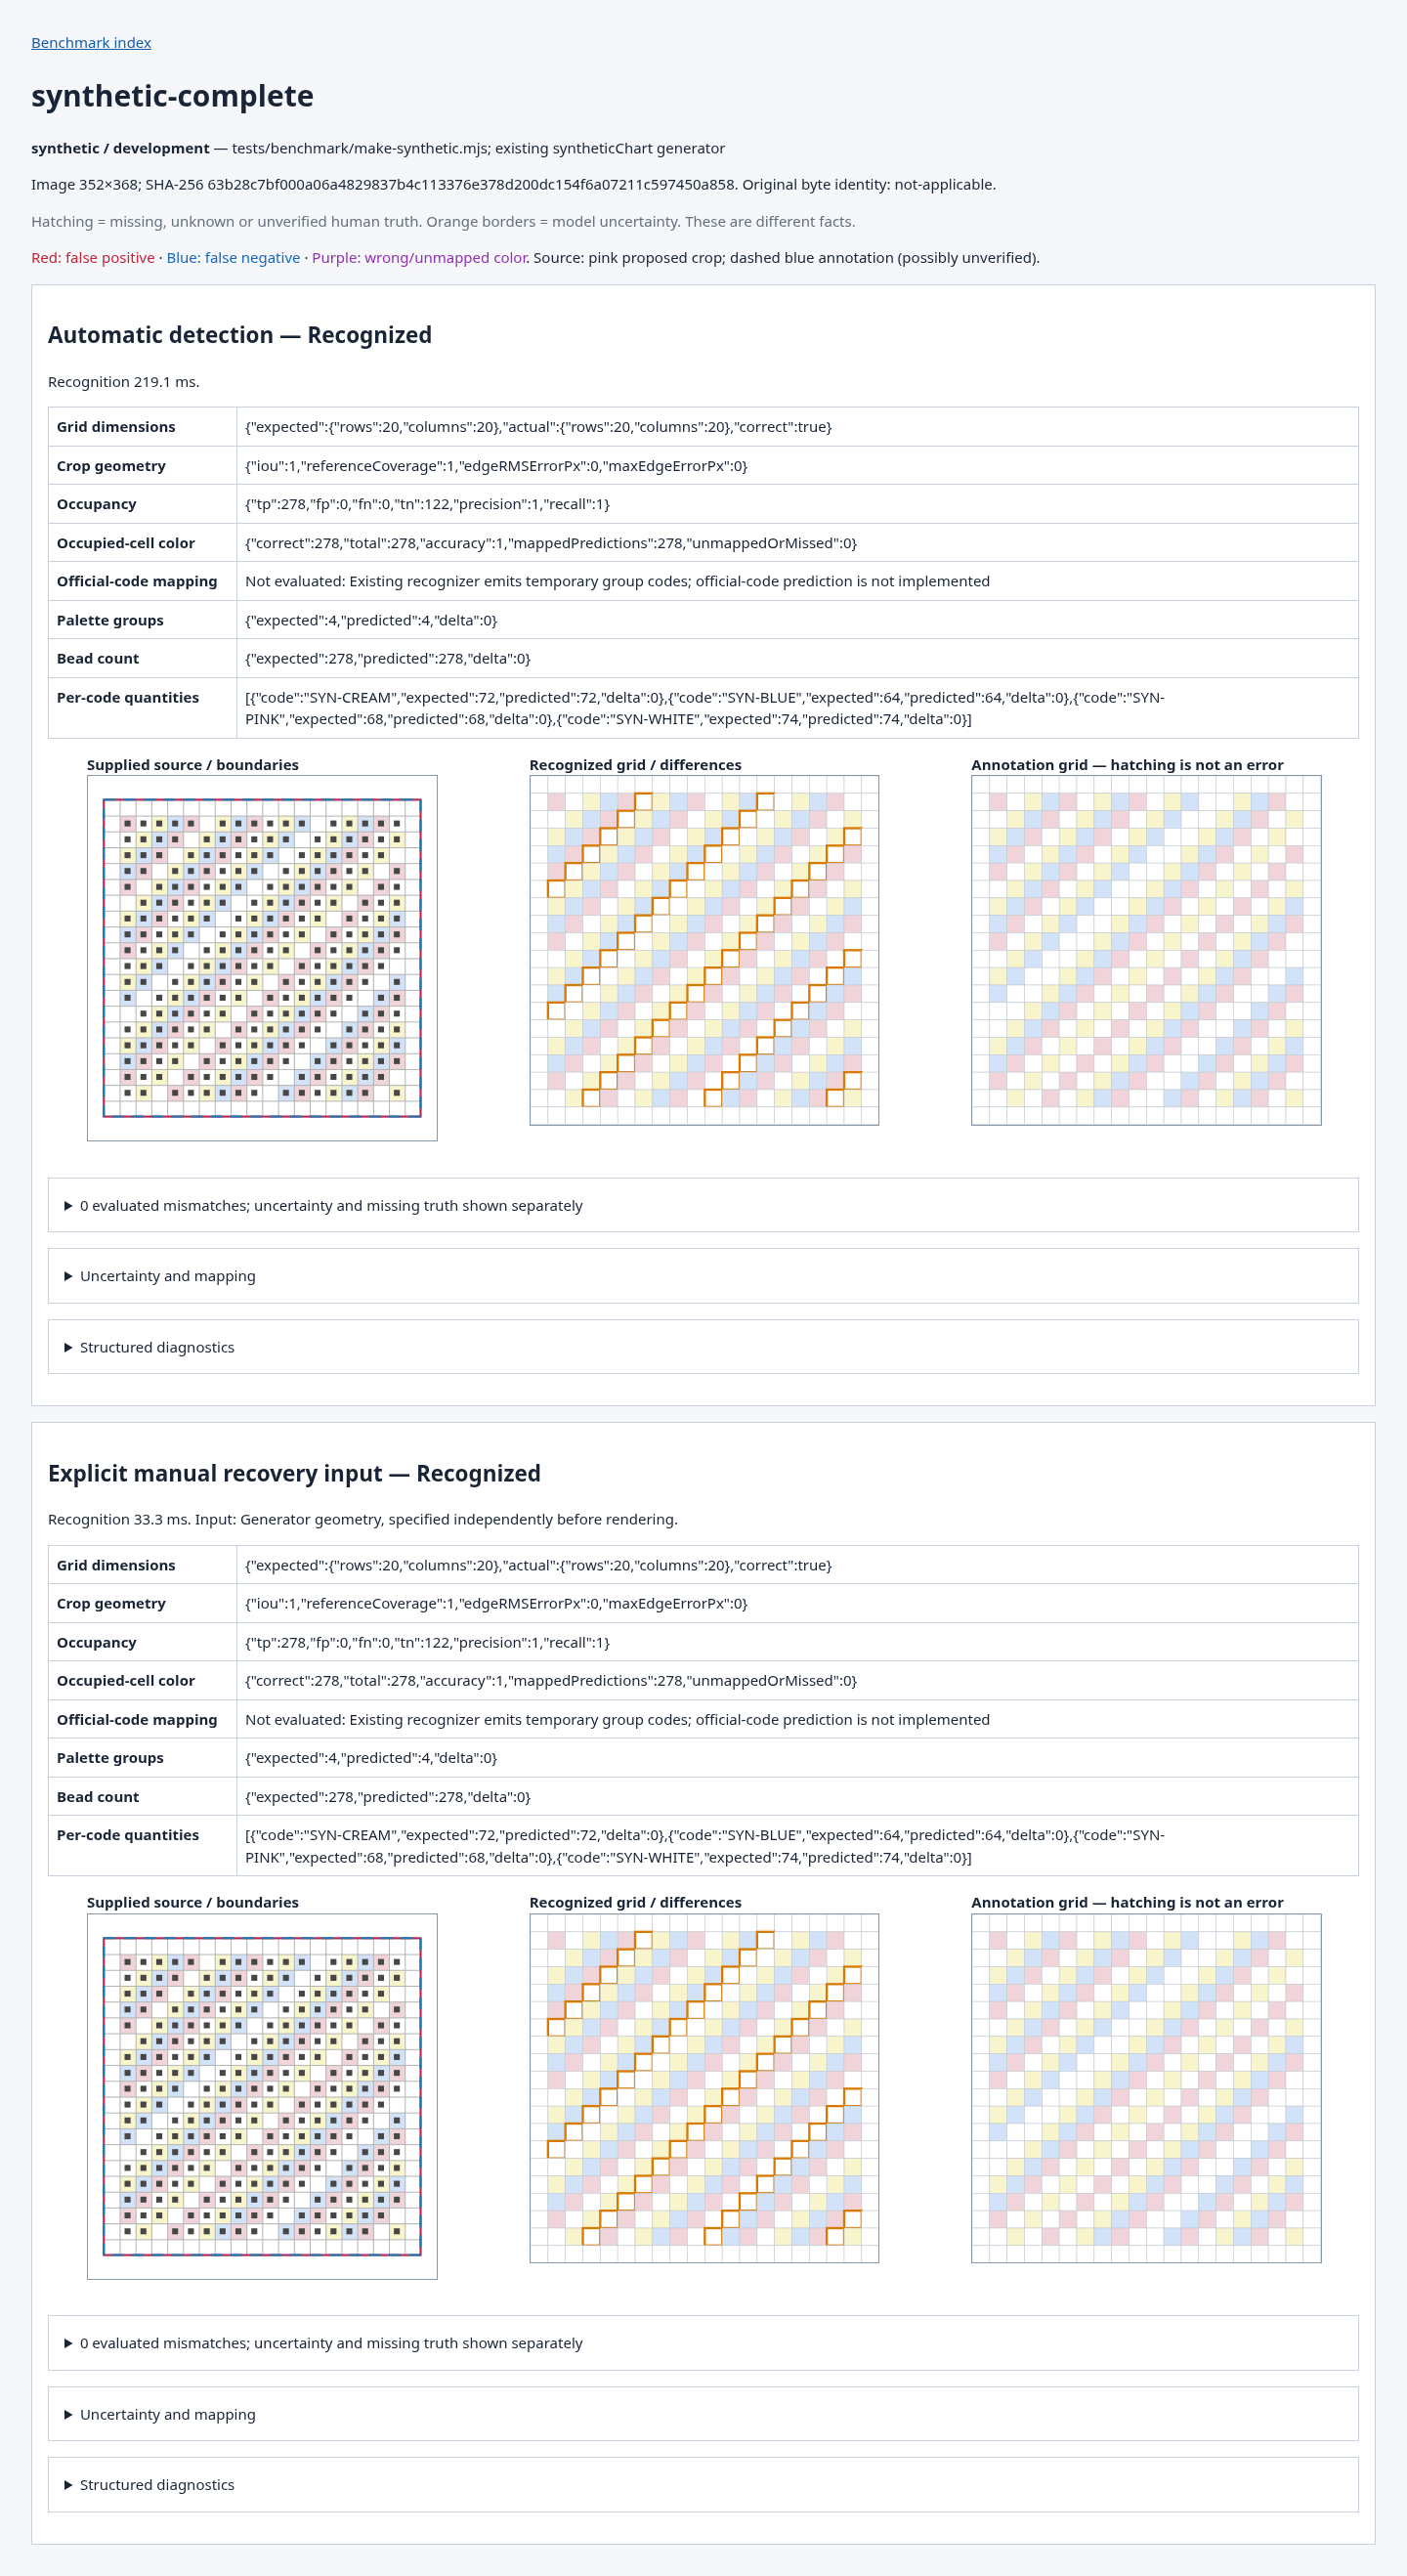 Benchmark index
synthetic-complete
synthetic / development — tests/benchmark/make-synthetic.mjs; existing syntheticChart generator
Image 352×368; SHA-256 63b28c7bf000a06a4829837b4c113376e378d200dc154f6a07211c597450a858. Original byte identity: not-applicable.
Hatching = missing, unknown or unverified human truth. Orange borders = model uncertainty. These are different facts.
Red: false positive · Blue: false negative · Purple: wrong/unmapped color. Source: pink proposed crop; dashed blue annotation (possibly unverified).
Automatic detection — Recognized
Recognition 219.1 ms.
Grid dimensions {"expected":{"rows":20,"columns":20},"actual":{"rows":20,"columns":20},"correct":true}
Crop geometry {"iou":1,"referenceCoverage":1,"edgeRMSErrorPx":0,"maxEdgeErrorPx":0}
Occupancy {"tp":278,"fp":0,"fn":0,"tn":122,"precision":1,"recall":1}
Occupied-cell color {"correct":278,"total":278,"accuracy":1,"mappedPredictions":278,"unmappedOrMissed":0}
Official-code mapping Not evaluated: Existing recognizer emits temporary group codes; official-code prediction is not implemented
Palette groups {"expected":4,"predicted":4,"delta":0}
Bead count {"expected":278,"predicted":278,"delta":0}
Per-code quantities [{"code":"SYN-CREAM","expected":72,"predicted":72,"delta":0},{"code":"SYN-BLUE","expected":64,"predicted":64,"delta":0},{"code":"SYN-
PINK","expected":68,"predicted":68,"delta":0},{"code":"SYN-WHITE","expected":74,"predicted":74,"delta":0}]
Supplied source / boundaries
Recognized grid / differences
Annotation grid — hatching is not an error
▶ 0 evaluated mismatches; uncertainty and missing truth shown separately
▶ Uncertainty and mapping
▶ Structured diagnostics
Explicit manual recovery input — Recognized
Recognition 33.3 ms. Input: Generator geometry, specified independently before rendering.
Grid dimensions {"expected":{"rows":20,"columns":20},"actual":{"rows":20,"columns":20},"correct":true}
Crop geometry {"iou":1,"referenceCoverage":1,"edgeRMSErrorPx":0,"maxEdgeErrorPx":0}
Occupancy {"tp":278,"fp":0,"fn":0,"tn":122,"precision":1,"recall":1}
Occupied-cell color {"correct":278,"total":278,"accuracy":1,"mappedPredictions":278,"unmappedOrMissed":0}
Official-code mapping Not evaluated: Existing recognizer emits temporary group codes; official-code prediction is not implemented
Palette groups {"expected":4,"predicted":4,"delta":0}
Bead count {"expected":278,"predicted":278,"delta":0}
Per-code quantities [{"code":"SYN-CREAM","expected":72,"predicted":72,"delta":0},{"code":"SYN-BLUE","expected":64,"predicted":64,"delta":0},{"code":"SYN-
PINK","expected":68,"predicted":68,"delta":0},{"code":"SYN-WHITE","expected":74,"predicted":74,"delta":0}]
Supplied source / boundaries
Recognized grid / differences
Annotation grid — hatching is not an error
▶ 0 evaluated mismatches; uncertainty and missing truth shown separately
▶ Uncertainty and mapping
▶ Structured diagnostics